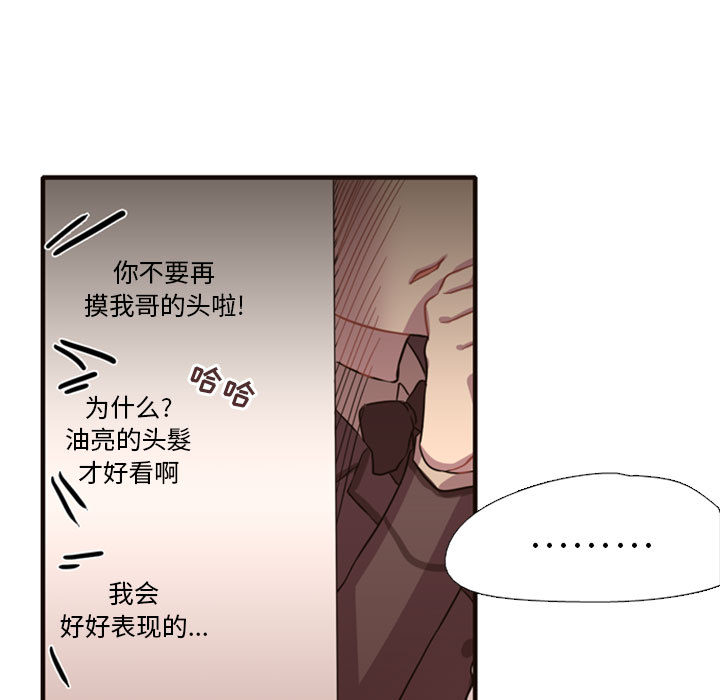 你不要再
摸我哥的头啦!
哈哈
为什么?
油亮的头髮
才好看啊
………
我会
好好表现的...